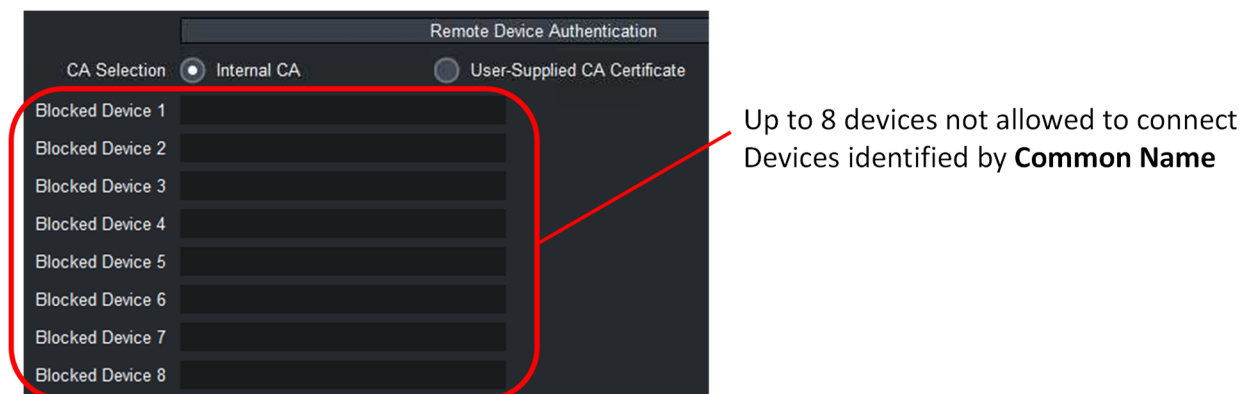 Remote Device Authentication
CA Selection Internal CA User-Supplied CA Certificate
Blocked Device 1
Blocked Device 2
Blocked Device 3
Blocked Device 4
Blocked Device 5
Blocked Device 6
Blocked Device 7
Blocked Device 8
Up to 8 devices not allowed to connect
Devices identified by Common Name